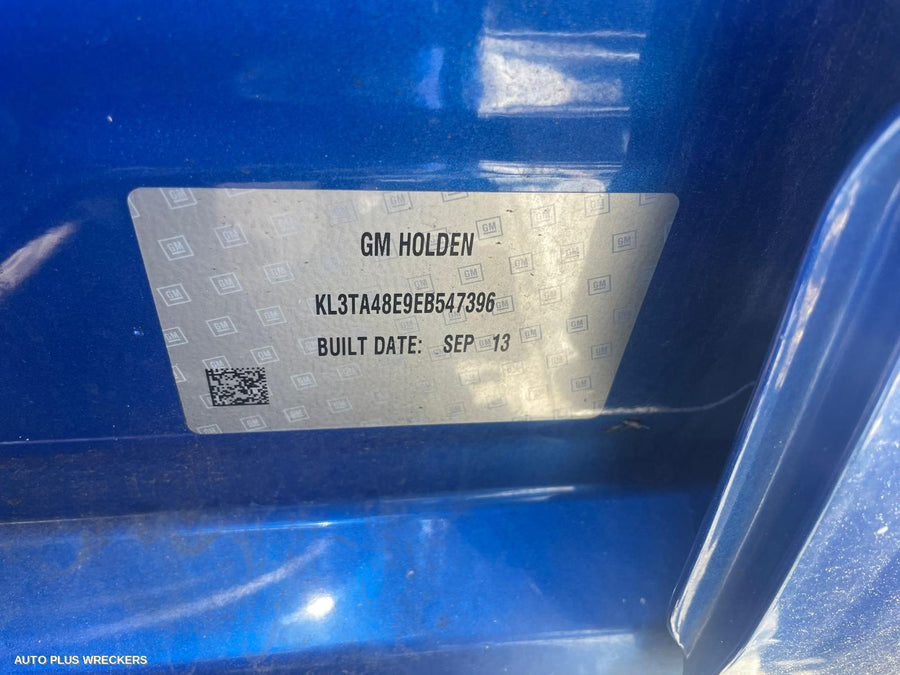 GM HOLDEN
KL3TA48E9EB547396
BUILT DATE: SEP 13
AUTO PLUS WRECKERS